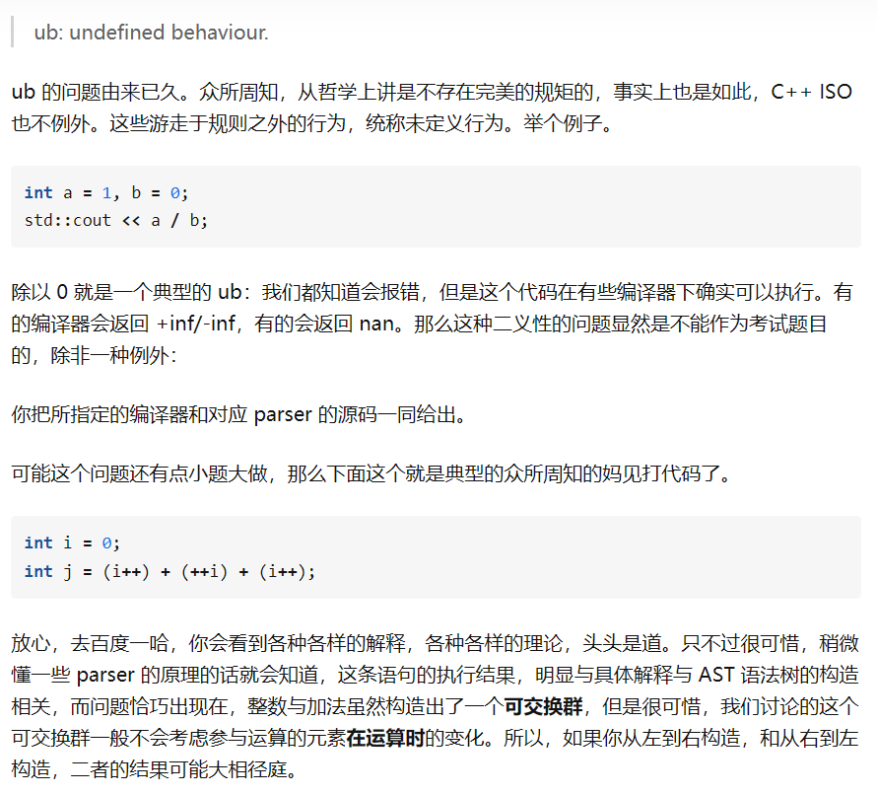 ub: undefined behaviour.
ub 的问题由来已久。众所周知，从哲学上讲是不存在完美的规矩的，事实上也是如此，C++ ISO
也不例外。这些游走于规则之外的行为，统称未定义行为。举个例子。
int a = 1, b = 0;
std::cout << a / b;
除以 0 就是一个典型的 ub：我们都知道会报错，但是这个代码在有些编译器下确实可以执行。有
的编译器会返回 +inf/-inf，有的会返回 nan。那么这种二义性的问题显然是不能作为考试题目
的，除非一种例外：
你把所指定的编译器和对应 parser 的源码一同给出。
可能这个问题还有点小题大做，那么下面这个就是典型的众所周知的妈见打代码了。
int i = 0;
int j = (i++) + (++i) + (i++);
放心，去百度一哈，你会看到各种各样的解释，各种各样的理论，头头是道。只不过很可惜，稍微
懂一些 parser 的原理的话就会知道，这条语句的执行结果，明显与具体解释与 AST 语法树的构造
相关，而问题恰巧出现在，整数与加法虽然构造出了一个可交换群，但是很可惜，我们讨论的这个
可交换群一般不会考虑参与运算的元素在运算时的变化。所以，如果你从左到右构造，和从右到左
构造，二者的结果可能大相径庭。